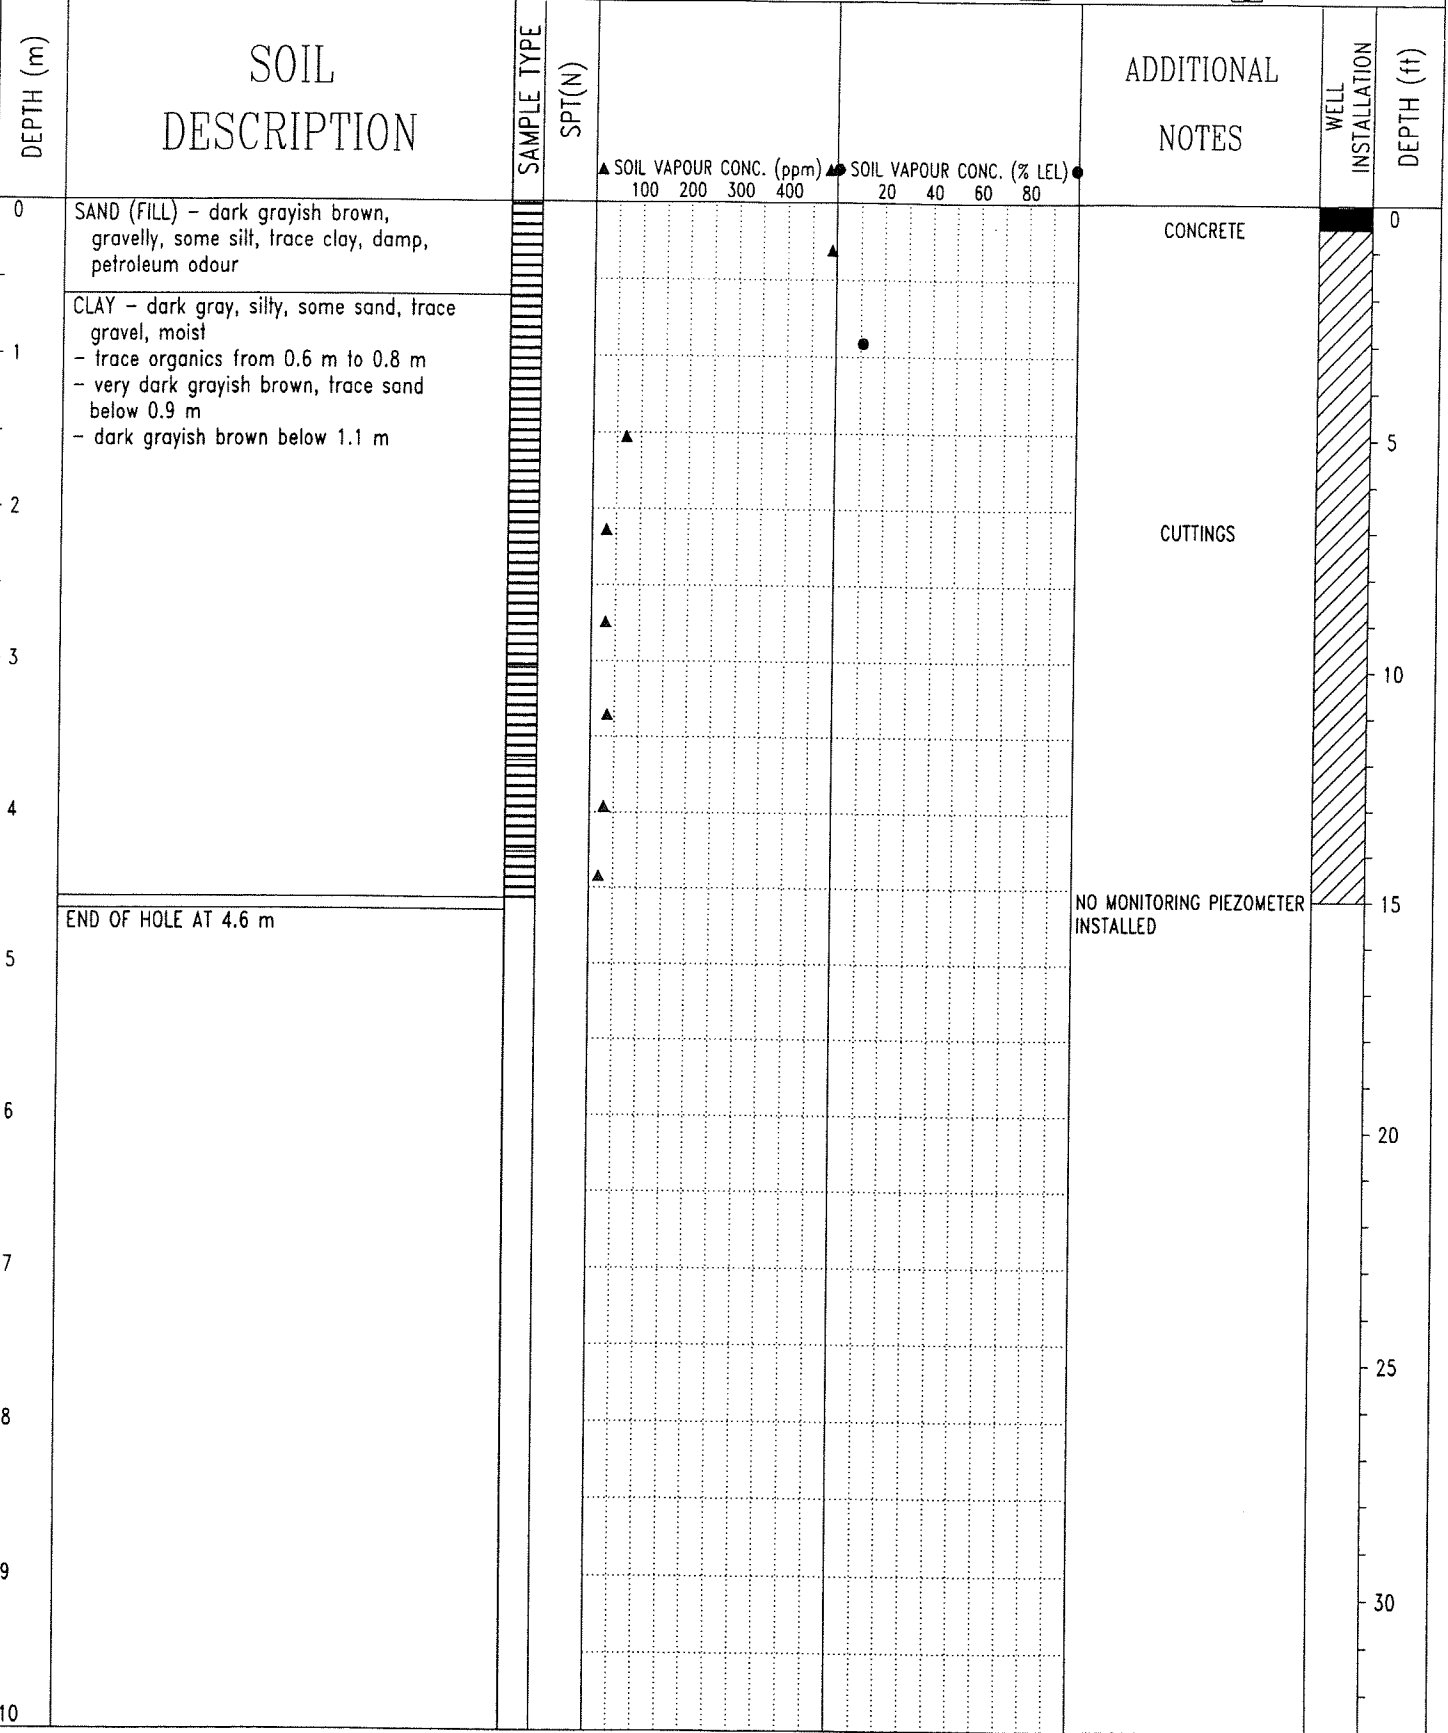 DEPTH (m)
SOIL
DESCRIPTION
SAMPLE TYPE
SPT(N)
▲ SOIL VAPOUR CONC. (ppm) ▲
100 200 300 400
● SOIL VAPOUR CONC. (% LEL) ●
20 40 60 80
ADDITIONAL
NOTES
WELL
INSTALLATION
DEPTH (ft)
0
SAND (FILL) – dark grayish brown,
gravelly, some silt, trace clay, damp,
petroleum odour
CONCRETE
0
CLAY – dark gray, silty, some sand, trace
gravel, moist
1
– trace organics from 0.6 m to 0.8 m
– very dark grayish brown, trace sand
below 0.9 m
– dark grayish brown below 1.1 m
5
2
CUTTINGS
3
10
4
NO MONITORING PIEZOMETER
INSTALLED
15
END OF HOLE AT 4.6 m
5
6
20
7
25
8
9
30
10